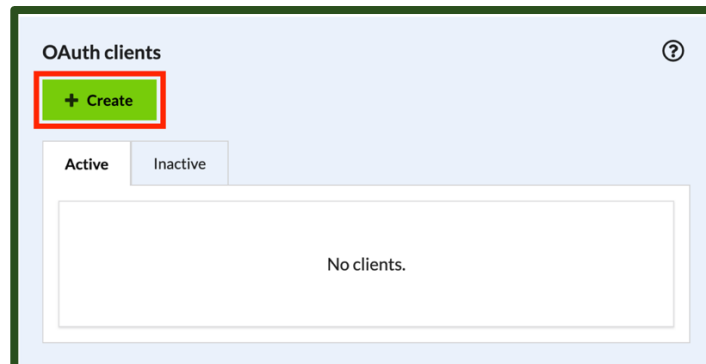 OAuth clients
?
+ Create
Active Inactive
No clients.